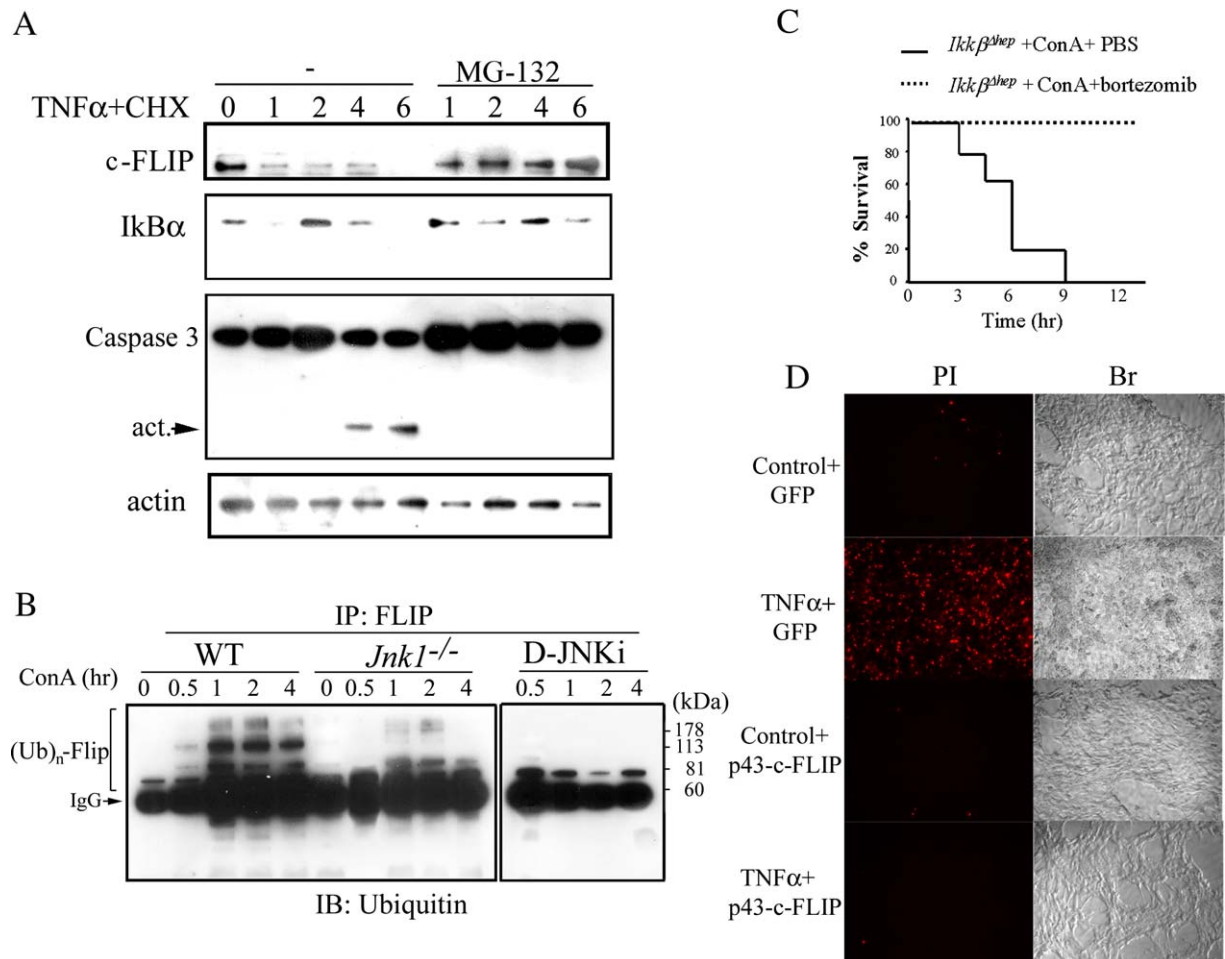 A
- MG-132
TNFα+CHX 0 1 2 4 6 1 2 4 6
c-FLIP
IkBα
Caspase 3
act.
actin
B
IP: FLIP
WT Jnk1-/- D-JNKi
ConA (hr) 0 0.5 1 2 4 0 0.5 1 2 4 0.5 1 2 4 (kDa)
178
(Ub)n-Flip 113
81
60
IgG
IB: Ubiquitin
C
Ikkβ^Δhep +ConA+ PBS
Ikkβ^Δhep + ConA+bortezomib
100
80
60
40
20
0
% Survival
0 3 6 9 12
Time (hr)
D
PI Br
Control+
GFP
TNFα+
GFP
Control+
p43-c-FLIP
TNFα+
p43-c-FLIP